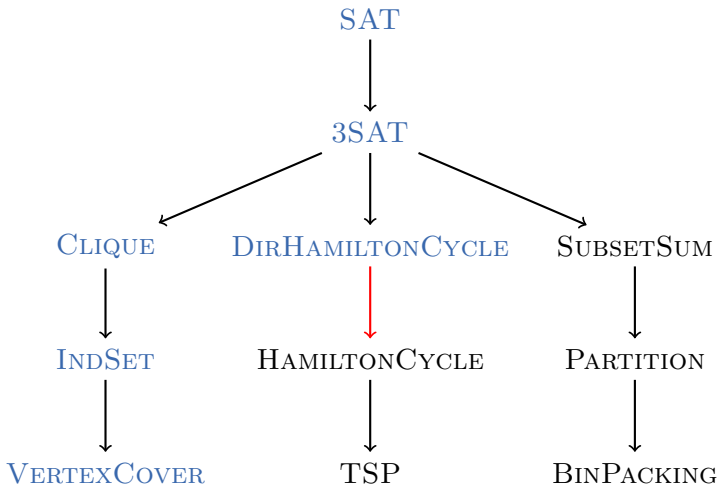 SAT
3SAT
CLIQUE DIRHAMILTONCYCLE SUBSETSUM
INDSET HAMILTONCYCLE PARTITION
VERTEXCOVER TSP BINPACKING